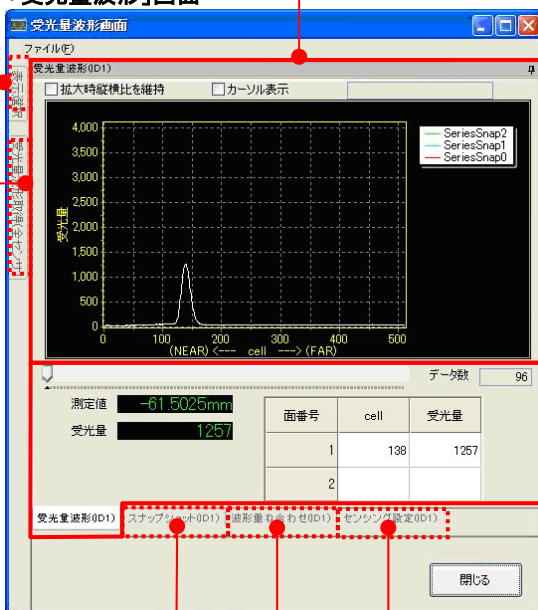 「受光量波形」画面
受光量波形画面
ファイル(F)
受光量波形(ID1)
表示選択
受光量波形取得(全センサ
拡大時縦横比を維持
カーソル表示
受光量
4,000
3,500
3,000
2,500
2,000
1,500
1,000
500
0
0 100 200 300 400 500
(NEAR) <--- cell ---> (FAR)
SeriesSnap2
SeriesSnap1
SeriesSnap0
データ数 96
測定値 -61.5025mm
受光量 1257
面番号 cell 受光量
1 138 1257
2
受光量波形(ID1) スナップショット(ID1) 波形重ね合わせ(ID1) センシング設定(ID1)
閉じる